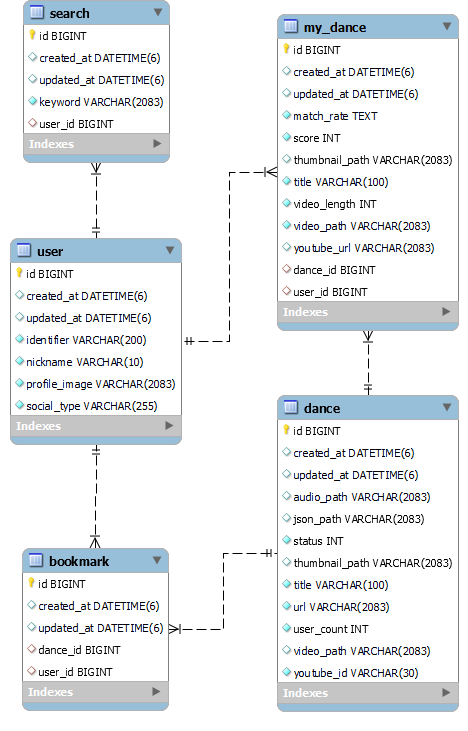 search
id BIGINT
created_at DATETIME(6)
updated_at DATETIME(6)
keyword VARCHAR(2083)
user_id BIGINT
Indexes
my_dance
id BIGINT
created_at DATETIME(6)
updated_at DATETIME(6)
match_rate TEXT
score INT
thumbnail_path VARCHAR(2083)
title VARCHAR(100)
video_length INT
video_path VARCHAR(2083)
youtube_url VARCHAR(2083)
dance_id BIGINT
user_id BIGINT
Indexes
user
id BIGINT
created_at DATETIME(6)
updated_at DATETIME(6)
identifier VARCHAR(200)
nickname VARCHAR(10)
profile_image VARCHAR(2083)
social_type VARCHAR(255)
Indexes
dance
id BIGINT
created_at DATETIME(6)
updated_at DATETIME(6)
audio_path VARCHAR(2083)
json_path VARCHAR(2083)
status INT
thumbnail_path VARCHAR(2083)
title VARCHAR(100)
url VARCHAR(2083)
user_count INT
video_path VARCHAR(2083)
youtube_id VARCHAR(30)
Indexes
bookmark
id BIGINT
created_at DATETIME(6)
updated_at DATETIME(6)
dance_id BIGINT
user_id BIGINT
Indexes